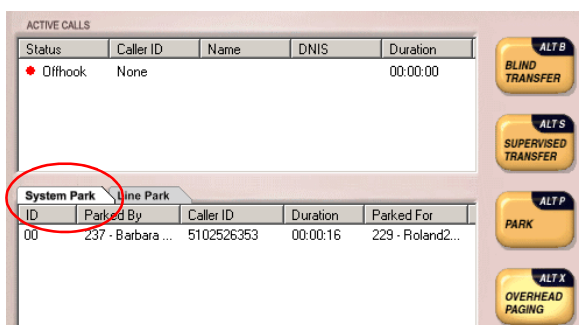 ACTIVE CALLS
Status Caller ID Name DNIS Duration
Offhook None 00:00:00
System Park Line Park
ID Parked By Caller ID Duration Parked For
00 237 - Barbara ... 5102526353 00:00:16 229 - Roland2...
ALT B
BLIND
TRANSFER
ALT S
SUPERVISED
TRANSFER
ALT P
PARK
ALT X
OVERHEAD
PAGING